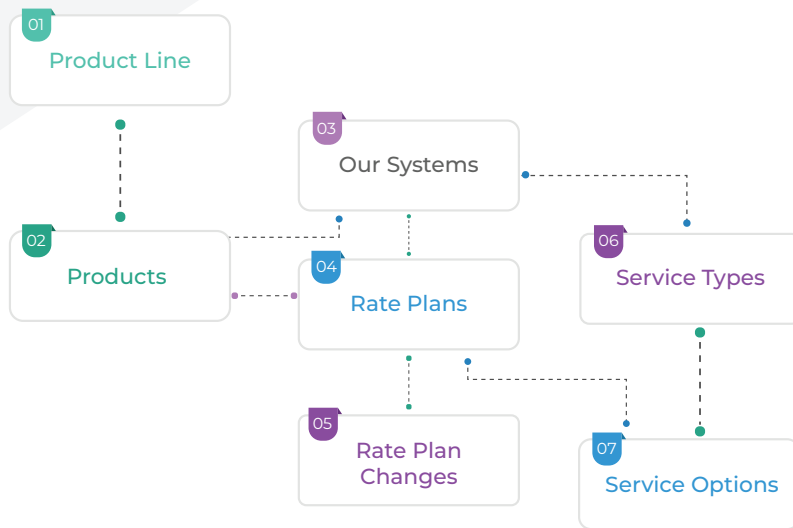 01
Product Line
02
Products
03
Our Systems
04
Rate Plans
05
Rate Plan
Changes
06
Service Types
07
Service Options